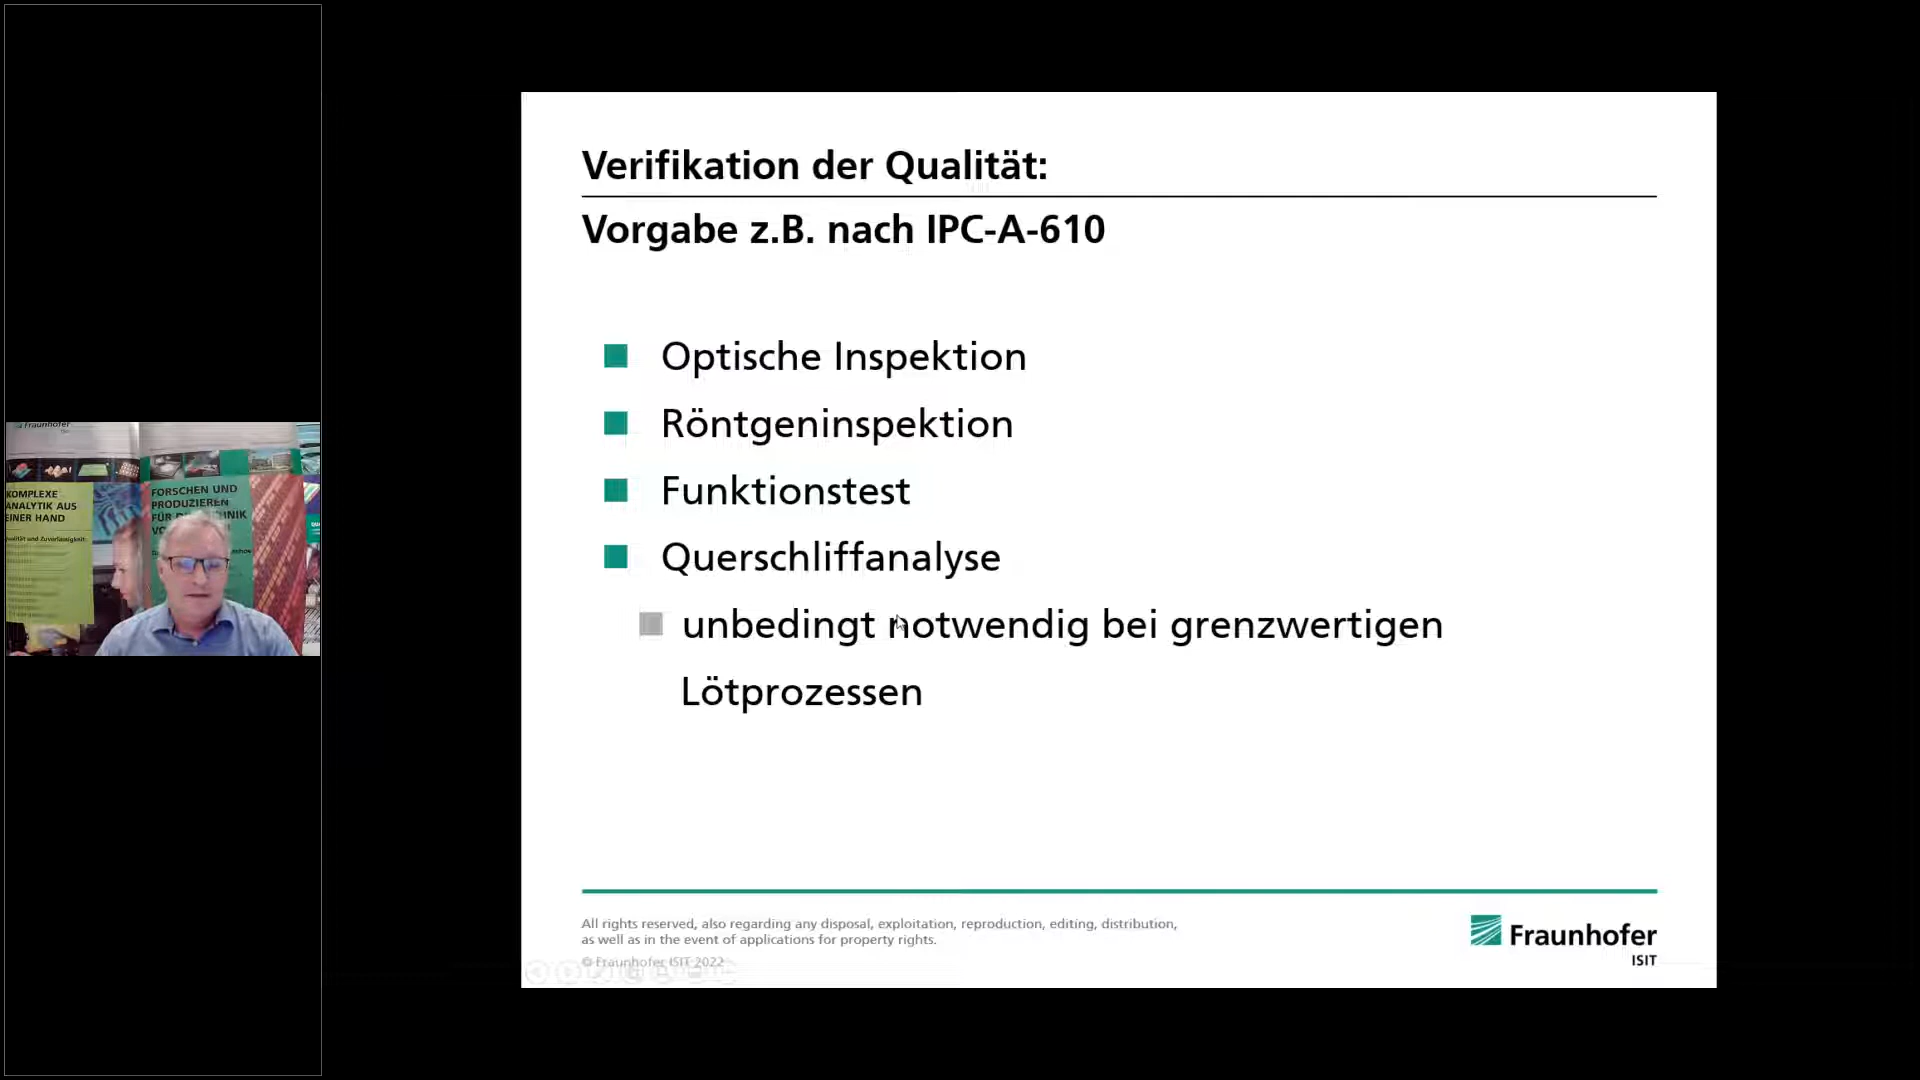 Verifikation der Qualität:
Vorgabe z.B. nach IPC-A-610
Optische Inspektion
Röntgeninspektion
Funktionstest
Querschliffanalyse
unbedingt notwendig bei grenzwertigen
Lötprozessen
All rights reserved, also regarding any disposal, exploitation, reproduction, editing, distribution,
as well as in the event of applications for property rights.
© Fraunhofer ISIT 2022
Fraunhofer
ISIT
Fraunhofer
KOMPLEXE
ANALYTIK AUS
EINER HAND
FORSCHEN UND
PRODUZIEREN
FÜR